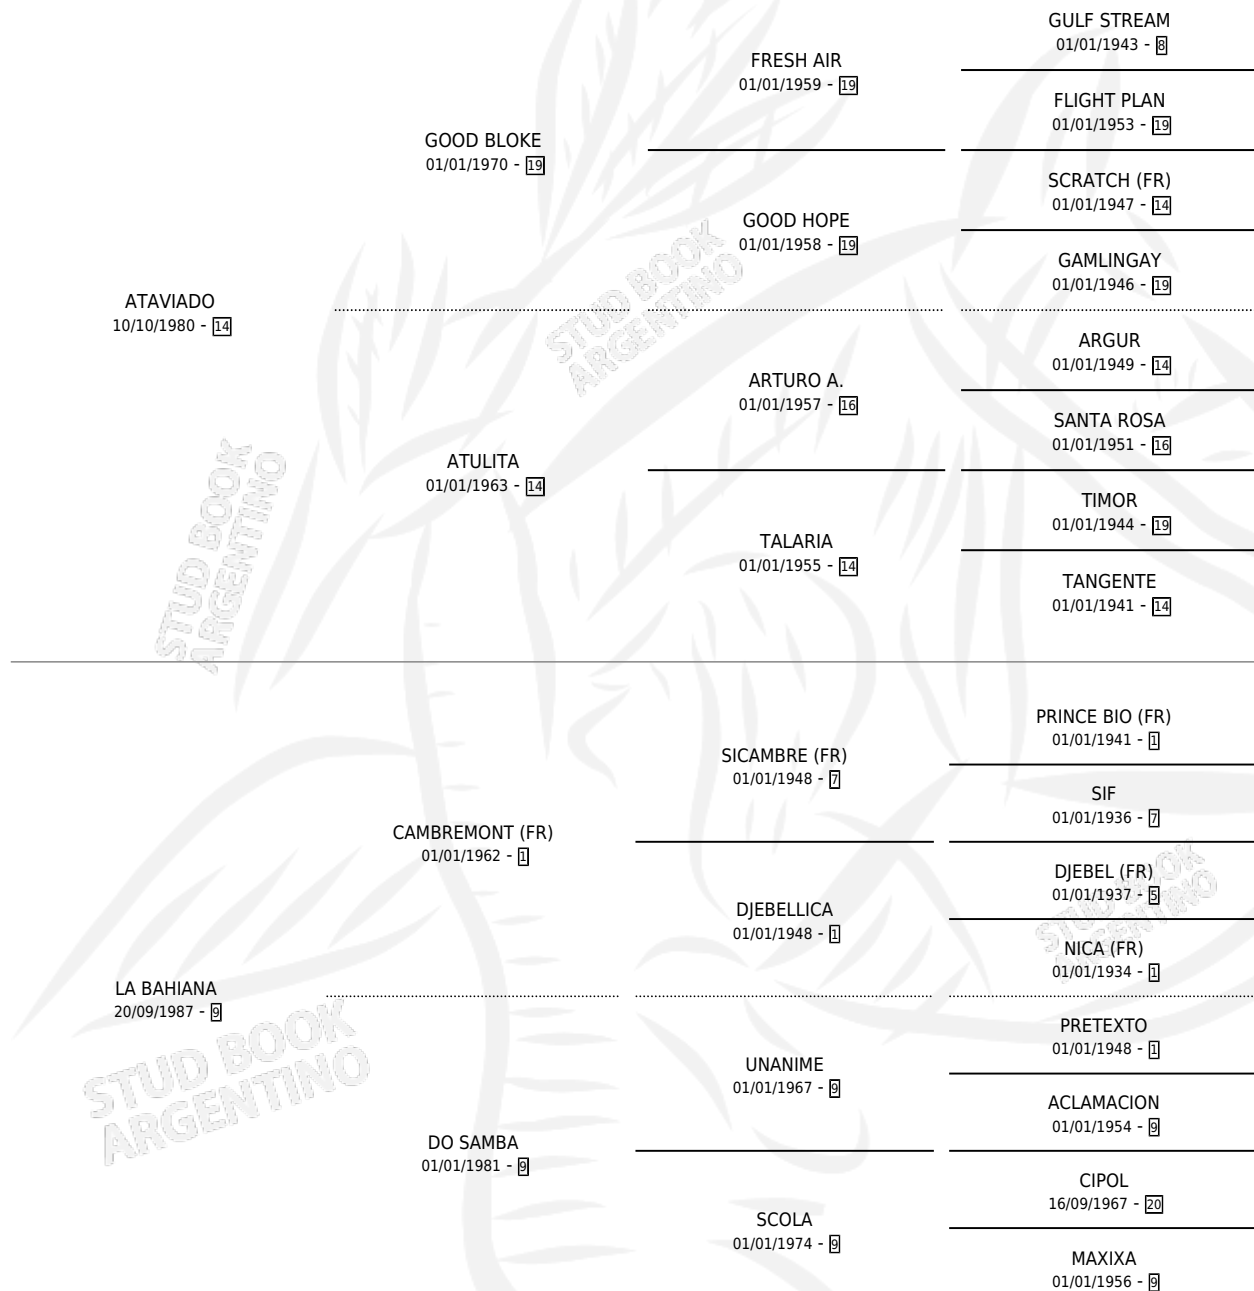 GULF STREAM
01/01/1943 - 8
FRESH AIR
01/01/1959 - 19
FLIGHT PLAN
01/01/1953 - 19
GOOD BLOKE
01/01/1970 - 19
SCRATCH (FR)
01/01/1947 - 14
GOOD HOPE
01/01/1958 - 19
GAMLINGAY
01/01/1946 - 19
ATAVIADO
10/10/1980 - 14
ARGUR
01/01/1949 - 14
ARTURO A.
01/01/1957 - 16
SANTA ROSA
01/01/1951 - 16
ATULITA
01/01/1963 - 14
TIMOR
01/01/1944 - 19
TALARIA
01/01/1955 - 14
TANGENTE
01/01/1941 - 14
PRINCE BIO (FR)
01/01/1941 - 1
SICAMBRE (FR)
01/01/1948 - 7
SIF
01/01/1936 - 7
CAMBREMONT (FR)
01/01/1962 - 1
DJEBEL (FR)
01/01/1937 - 5
DJEBELLICA
01/01/1948 - 1
NICA (FR)
01/01/1934 - 1
LA BAHIANA
20/09/1987 - 9
PRETEXTO
01/01/1948 - 1
UNANIME
01/01/1967 - 9
ACLAMACION
01/01/1954 - 9
DO SAMBA
01/01/1981 - 9
CIPOL
16/09/1967 - 20
SCOLA
01/01/1974 - 9
MAXIXA
01/01/1956 - 9
STUD BOOK
ARGENTINO
STUD BOOK
ARGENTINO
STUD BOOK
ARGENTINO
STUD BOOK
ARGENTINO